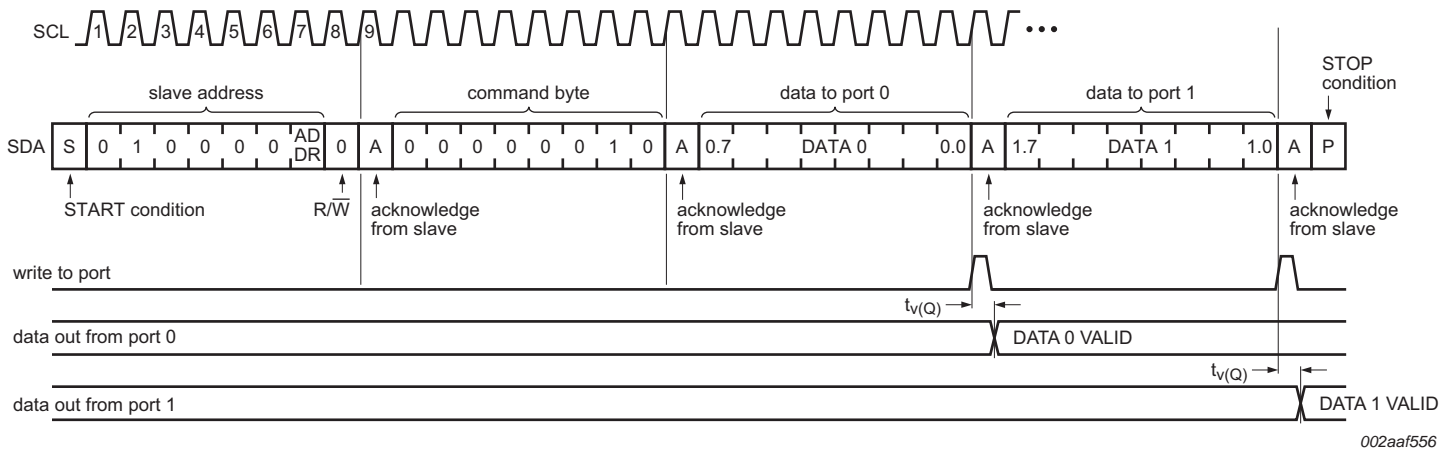 SCL 1 2 3 4 5 6 7 8 9 •••
STOP
condition
slave address command byte data to port 0 data to port 1
SDA S 0 1 0 0 0 0 AD DR 0 A 0 0 0 0 0 0 1 0 A 0.7 DATA 0 0.0 A 1.7 DATA 1 1.0 A P
START condition R/W̅ acknowledge from slave acknowledge from slave acknowledge from slave acknowledge from slave
write to port
tv(Q)
data out from port 0 DATA 0 VALID
tv(Q)
data out from port 1 DATA 1 VALID
002aaf556